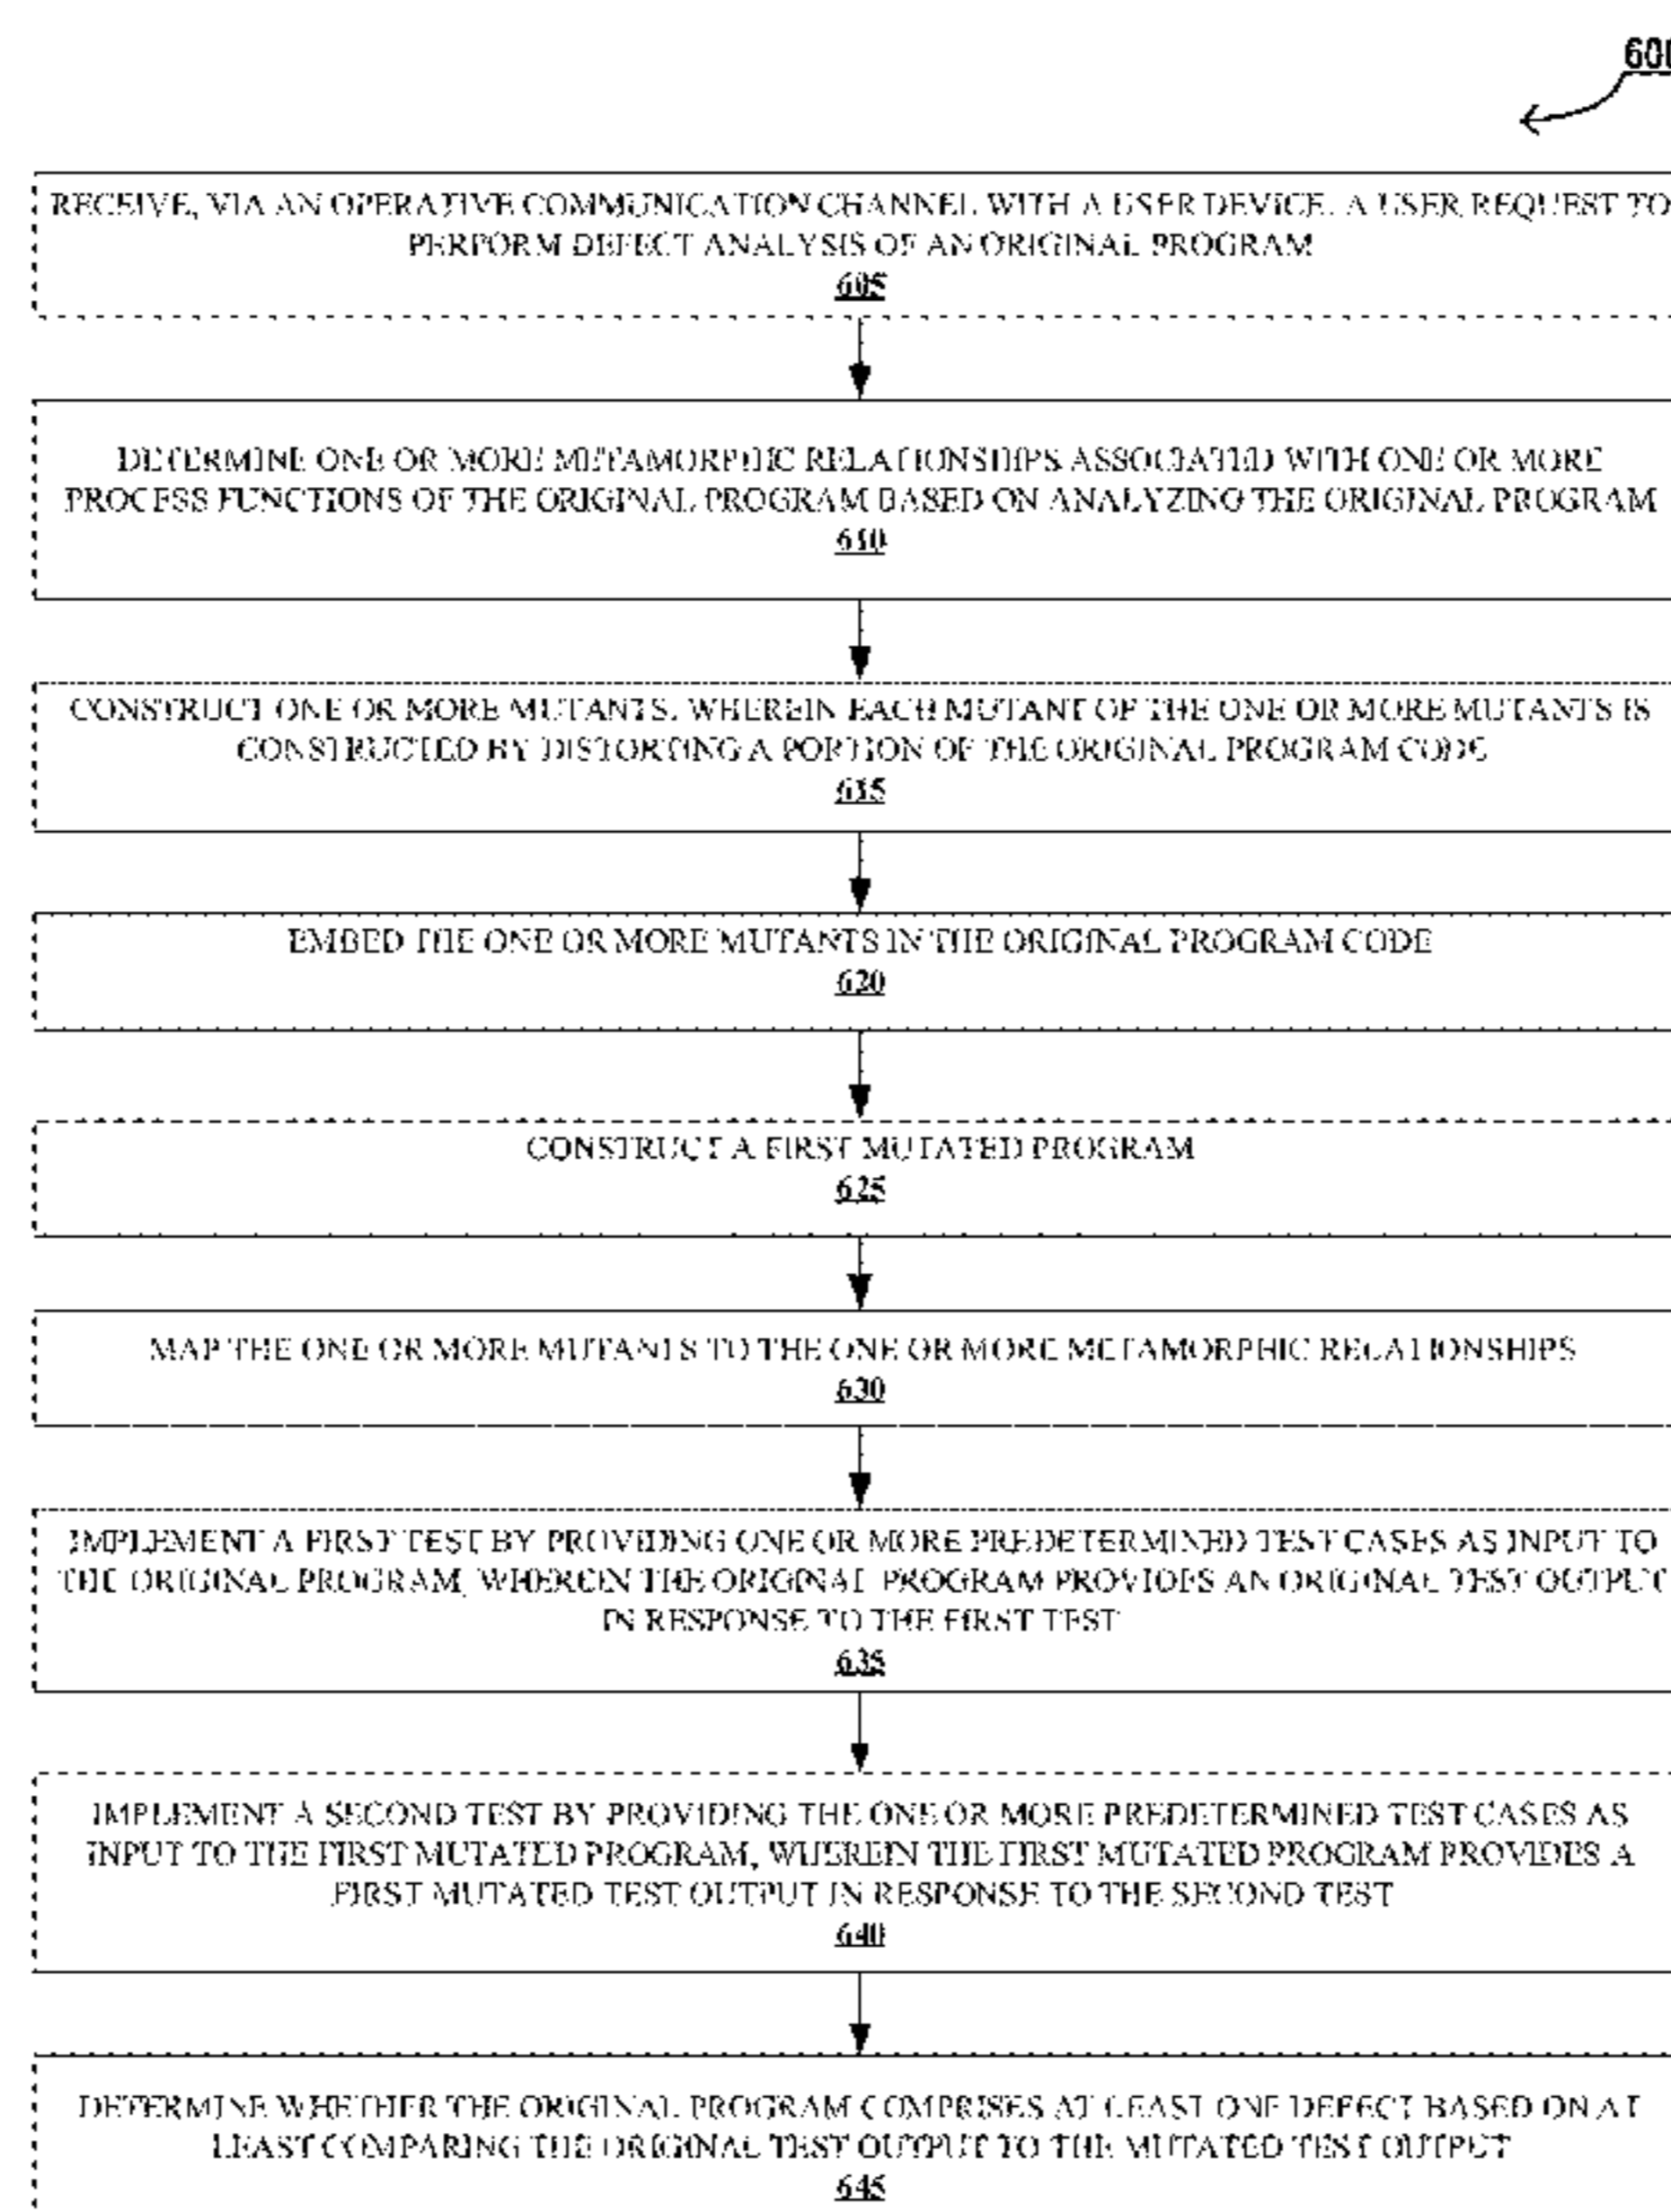 600
RECEIVE, VIA AN OPERATIVE COMMUNICATION CHANNEL WITH A USER DEVICE, A USER REQUEST TO
PERFORM DEFECT ANALYSIS OF AN ORIGINAL PROGRAM
605
DETERMINE ONE OR MORE METAMORPHIC RELATIONSHIPS ASSOCIATED WITH ONE OR MORE
PROCESS FUNCTIONS OF THE ORIGINAL PROGRAM BASED ON ANALYZING THE ORIGINAL PROGRAM
610
CONSTRUCT ONE OR MORE MUTANTS, WHEREIN EACH MUTANT OF THE ONE OR MORE MUTANTS IS
CONSTRUCTED BY DISTORTING A PORTION OF THE ORIGINAL PROGRAM CODE
615
EMBED THE ONE OR MORE MUTANTS IN THE ORIGINAL PROGRAM CODE
620
CONSTRUCT A FIRST MUTATED PROGRAM
625
MAP THE ONE OR MORE MUTANTS TO THE ONE OR MORE METAMORPHIC RELATIONSHIPS
630
IMPLEMENT A FIRST TEST BY PROVIDING ONE OR MORE PREDETERMINED TEST CASES AS INPUT TO
THE ORIGINAL PROGRAM, WHEREIN THE ORIGINAL PROGRAM PROVIDES AN ORIGINAL TEST OUTPUT
IN RESPONSE TO THE FIRST TEST
635
IMPLEMENT A SECOND TEST BY PROVIDING THE ONE OR MORE PREDETERMINED TEST CASES AS
INPUT TO THE FIRST MUTATED PROGRAM, WHEREIN THE FIRST MUTATED PROGRAM PROVIDES A
FIRST MUTATED TEST OUTPUT IN RESPONSE TO THE SECOND TEST
640
DETERMINE WHETHER THE ORIGINAL PROGRAM COMPRISES AT LEAST ONE DEFECT BASED ON AT
LEAST COMPARING THE ORIGINAL TEST OUTPUT TO THE MUTATED TEST OUTPUT
645